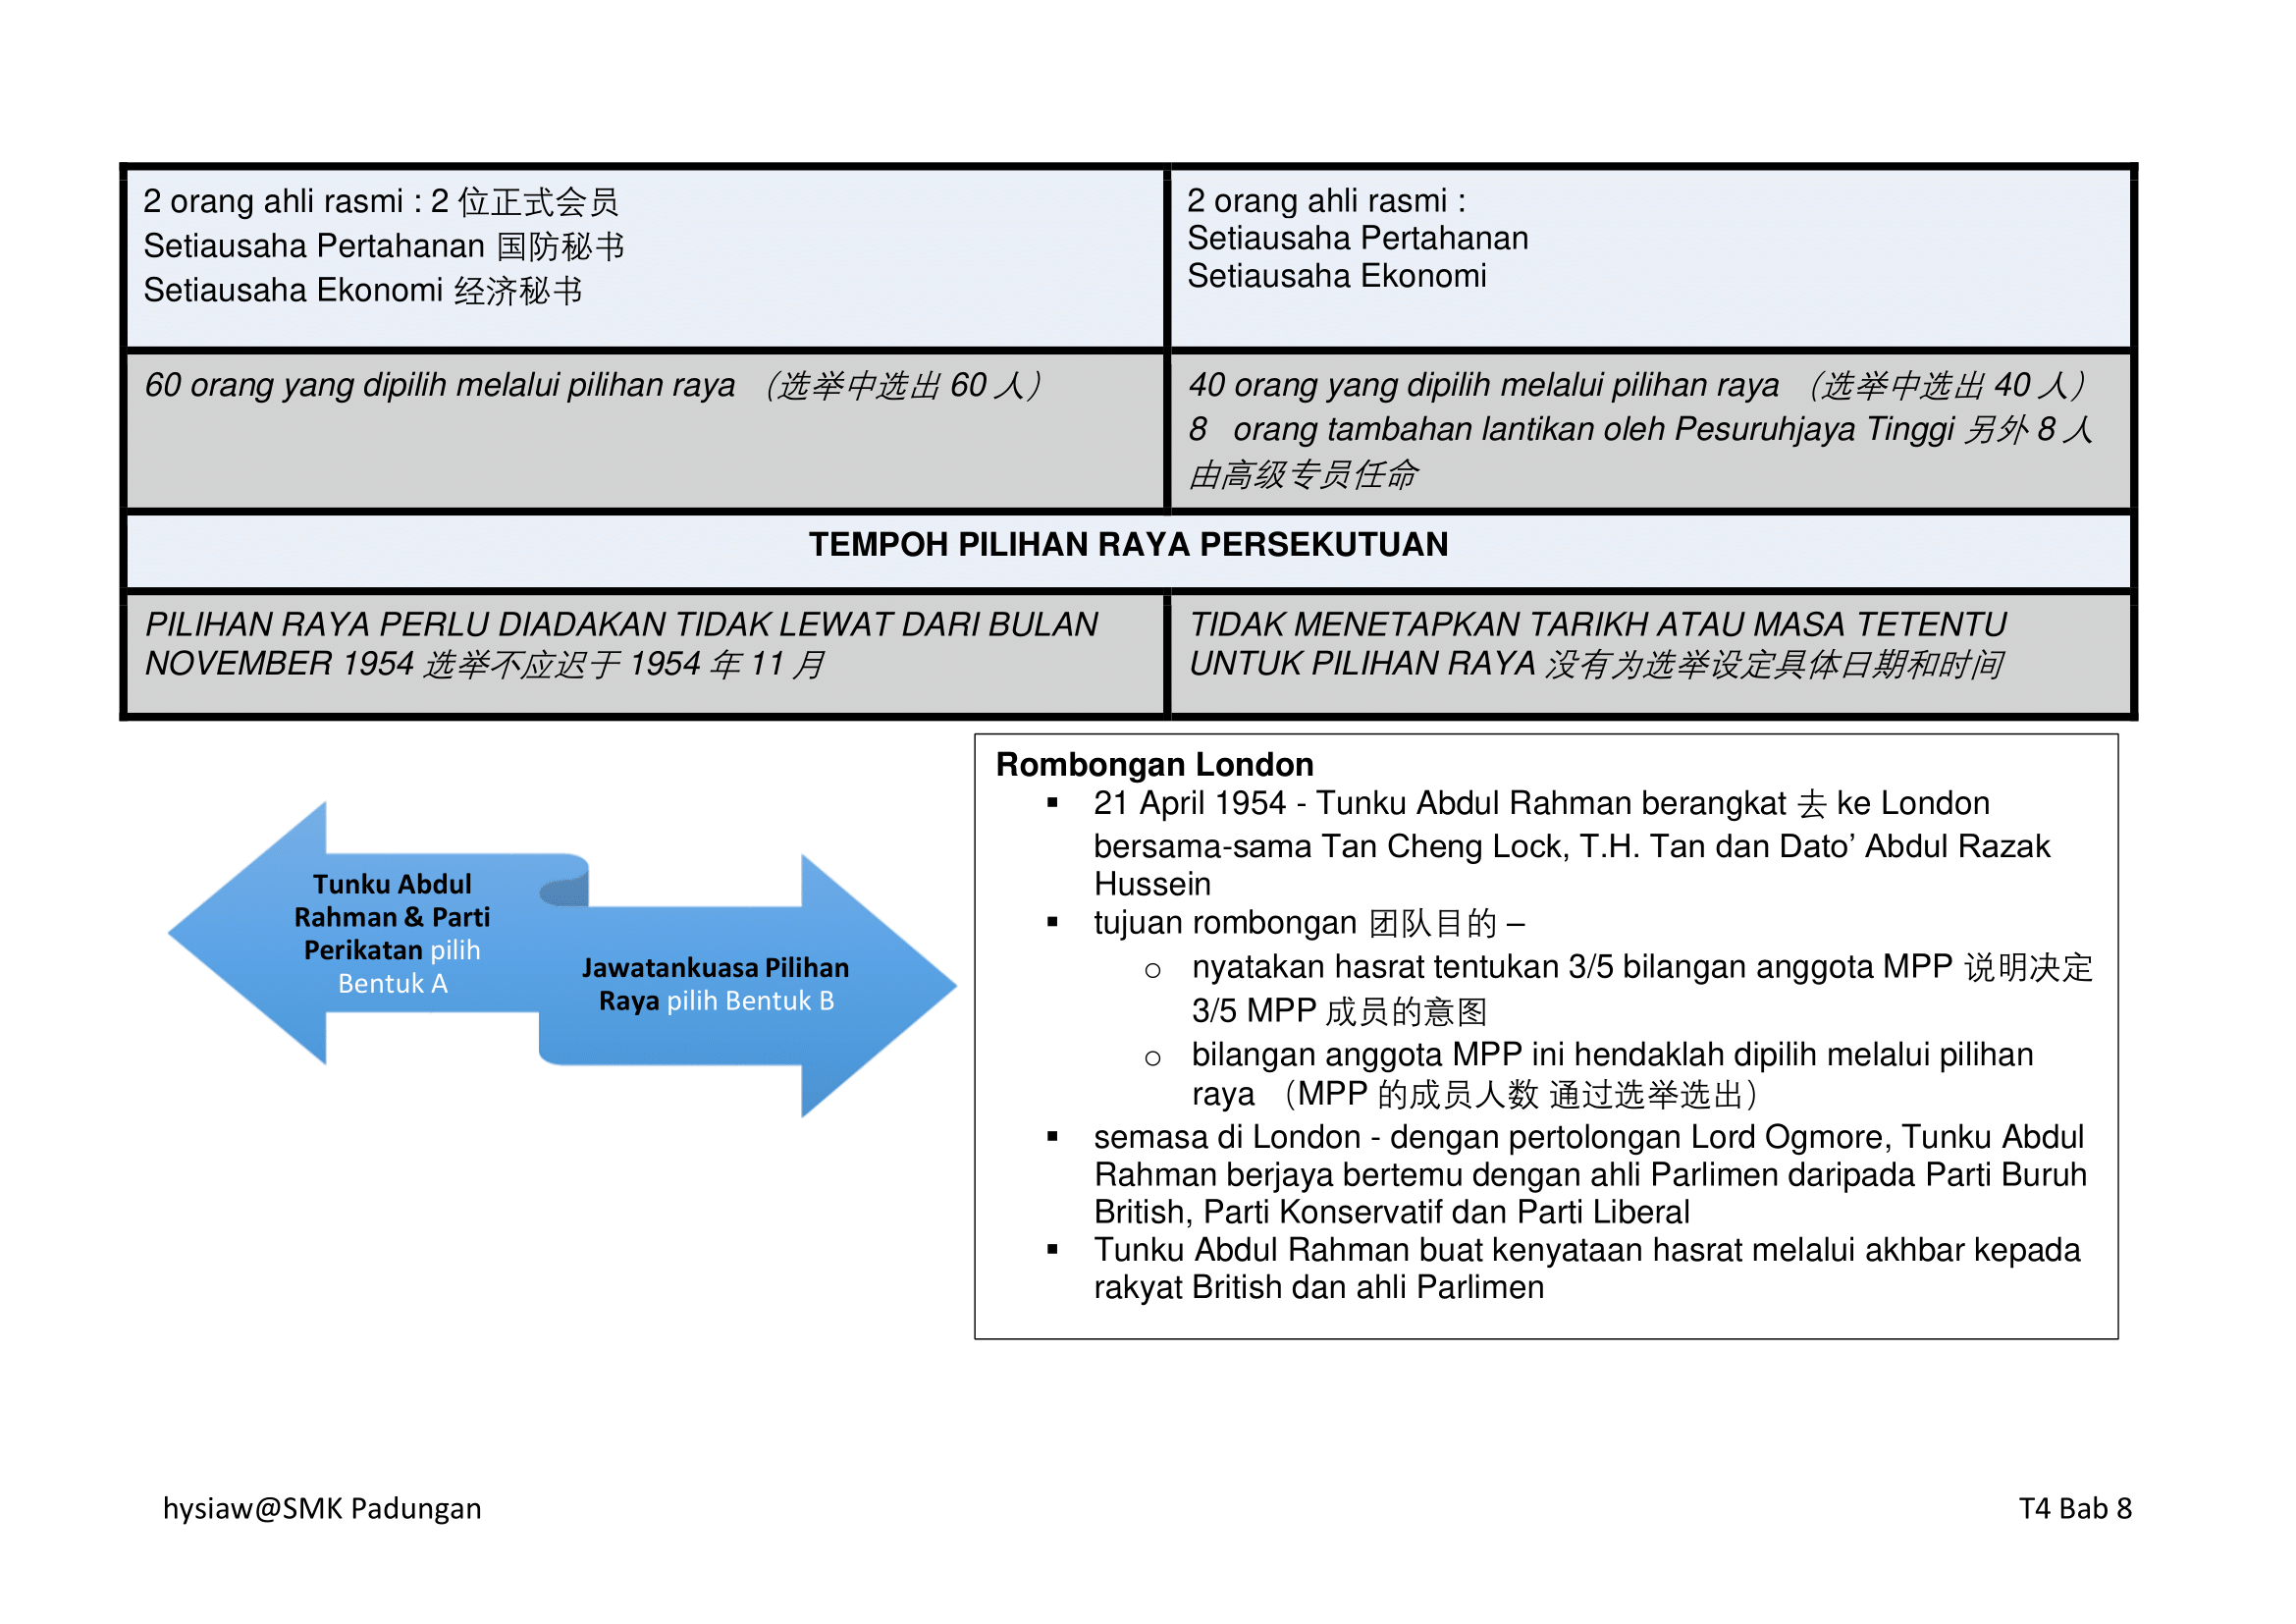 2 orang ahli rasmi : 2 位正式会员
Setiausaha Pertahanan 国防秘书
Setiausaha Ekonomi 经济秘书
2 orang ahli rasmi :
Setiausaha Pertahanan
Setiausaha Ekonomi
60 orang yang dipilih melalui pilihan raya （选举中选出 60 人）
40 orang yang dipilih melalui pilihan raya （选举中选出 40 人）
8 orang tambahan lantikan oleh Pesuruhjaya Tinggi 另外 8 人
由高级专员任命
TEMPOH PILIHAN RAYA PERSEKUTUAN
PILIHAN RAYA PERLU DIADAKAN TIDAK LEWAT DARI BULAN
NOVEMBER 1954 选举不应迟于 1954 年 11 月
TIDAK MENETAPKAN TARIKH ATAU MASA TETENTU
UNTUK PILIHAN RAYA 没有为选举设定具体日期和时间
Tunku Abdul
Rahman & Parti
Perikatan pilih
Bentuk A
Jawatankuasa Pilihan
Raya pilih Bentuk B
Rombongan London
▪ 21 April 1954 - Tunku Abdul Rahman berangkat 去 ke London
bersama-sama Tan Cheng Lock, T.H. Tan dan Dato’ Abdul Razak
Hussein
▪ tujuan rombongan 团队目的 –
o nyatakan hasrat tentukan 3/5 bilangan anggota MPP 说明决定
3/5 MPP 成员的意图
o bilangan anggota MPP ini hendaklah dipilih melalui pilihan
raya （MPP 的成员人数 通过选举选出）
▪ semasa di London - dengan pertolongan Lord Ogmore, Tunku Abdul
Rahman berjaya bertemu dengan ahli Parlimen daripada Parti Buruh
British, Parti Konservatif dan Parti Liberal
▪ Tunku Abdul Rahman buat kenyataan hasrat melalui akhbar kepada
rakyat British dan ahli Parlimen
hysiaw@SMK Padungan
T4 Bab 8